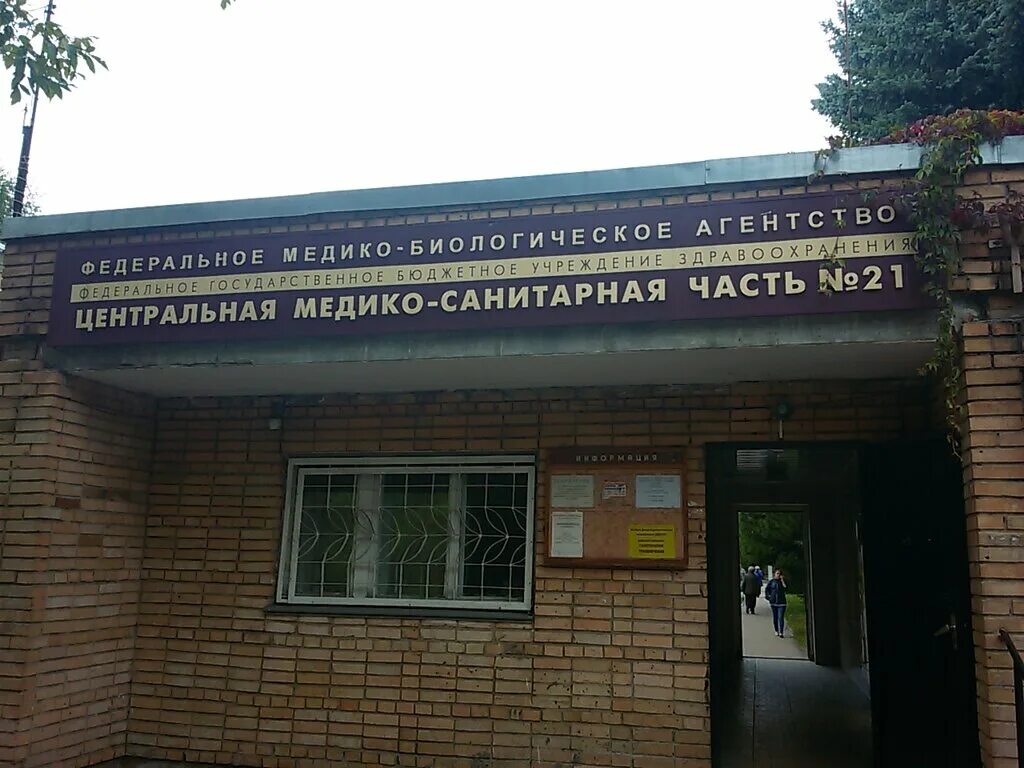 ФЕДЕРАЛЬНОЕ МЕДИКО-БИОЛОГИЧЕСКОЕ АГЕНТСТВО
ФЕДЕРАЛЬНОЕ ГОСУДАРСТВЕННОЕ БЮДЖЕТНОЕ УЧРЕЖДЕНИЕ ЗДРАВООХРАНЕНИЯ
ЦЕНТРАЛЬНАЯ МЕДИКО-САНИТАРНАЯ ЧАСТЬ №21
ИНФОРМАЦИЯ